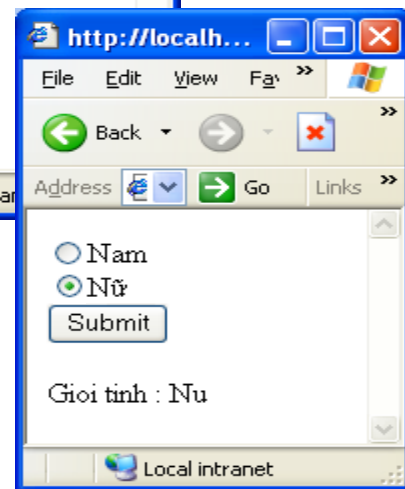 http://localh...
File Edit View Fa »
Back »
Address Go Links »
Nam
Nữ
Submit
Gioi tinh : Nu
Local intranet